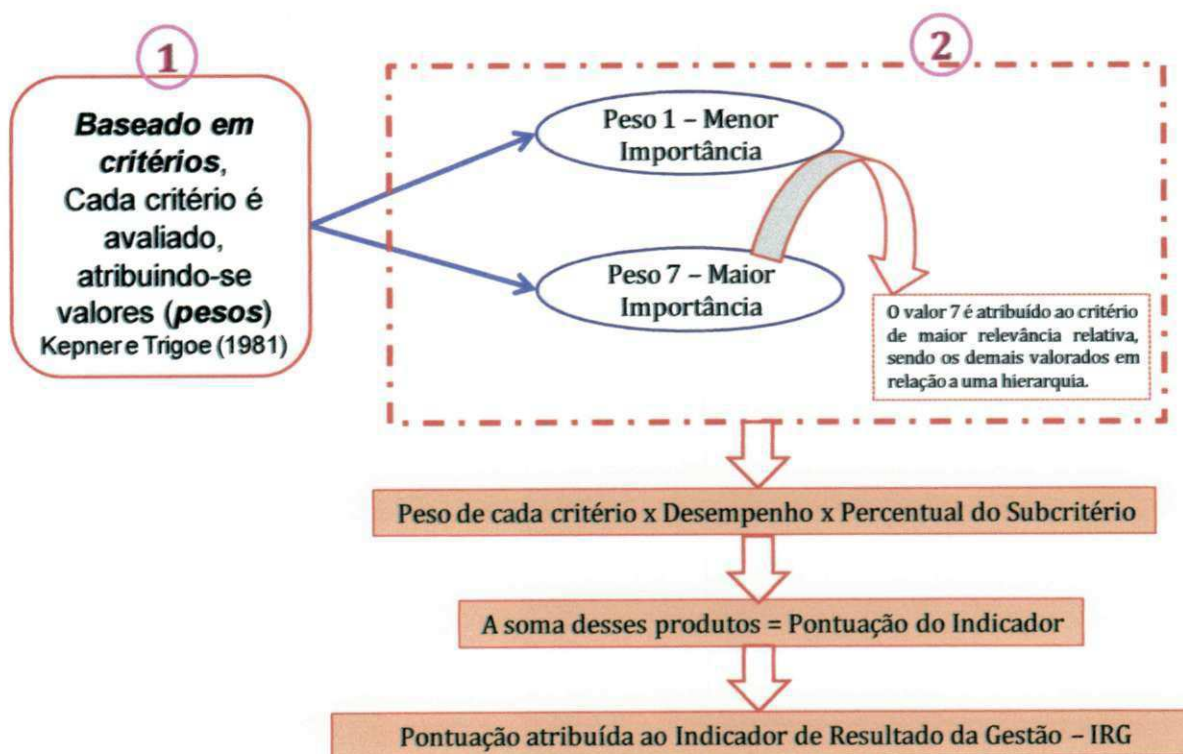 1
Baseado em
critérios,
Cada critério é
avaliado,
atribuindo-se
valores (pesos)
Kepner e Trigoe (1981)
2
Peso 1 – Menor
Importância
Peso 7 – Maior
Importância
O valor 7 é atribuído ao critério
de maior relevância relativa,
sendo os demais valorados em
relação a uma hierarquia.
Peso de cada critério x Desempenho x Percentual do Subcritério
A soma desses produtos = Pontuação do Indicador
Pontuação atribuída ao Indicador de Resultado da Gestão – IRG